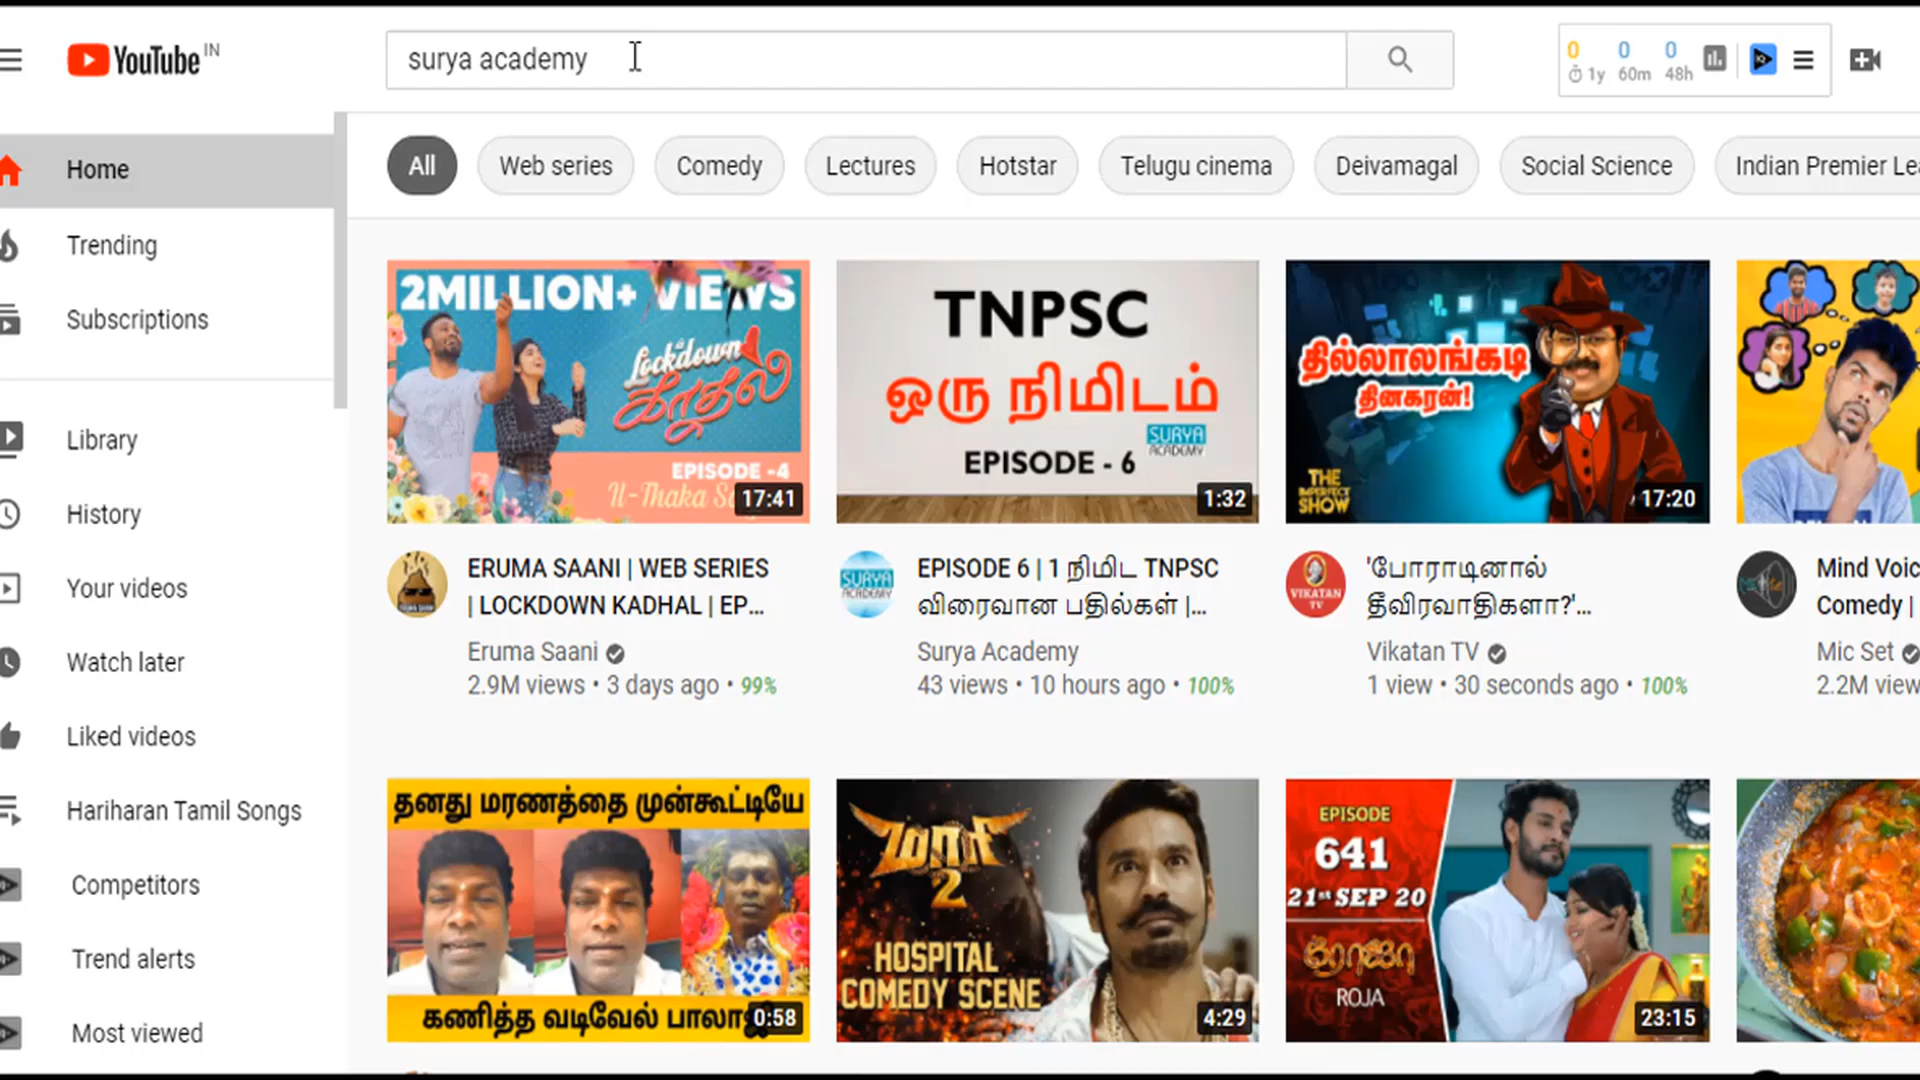 YouTube IN
surya academy
0 0 0
1y 60m 48h
Home
Trending
Subscriptions
Library
History
Your videos
Watch later
Liked videos
Hariharan Tamil Songs
Competitors
Trend alerts
Most viewed
All Web series Comedy Lectures Hotstar Telugu cinema Deivamagal Social Science Indian Premier Lea
2MILLION+ VIEWS
Lockdown
காதல்
EPISODE -4
17:41
ERUMA SAANI | WEB SERIES
| LOCKDOWN KADHAL | EP...
Eruma Saani
2.9M views • 3 days ago • 99%
TNPSC
ஒரு நிமிடம்
SURYA
ACADEMY
EPISODE - 6
1:32
SURYA
ACADEMY
EPISODE 6 | 1 நிமிட TNPSC
விரைவான பதில்கள் |...
Surya Academy
43 views • 10 hours ago • 100%
தில்லாலங்கடி
தினகரன்!
THE
IMPERFECT
SHOW
17:20
VIKATAN
TV
'போராடினால்
தீவிரவாதிகளா?'...
Vikatan TV
1 view • 30 seconds ago • 100%
Mind Voic
Comedy |
Mic Set
2.2M view
தனது மரணத்தை முன்கூட்டியே
கணித்த வடிவேல் பாலாஜி
0:58
மாரி
2
HOSPITAL
COMEDY SCENE
4:29
EPISODE
641
21st SEP 20
ரோஜா
ROJA
23:15